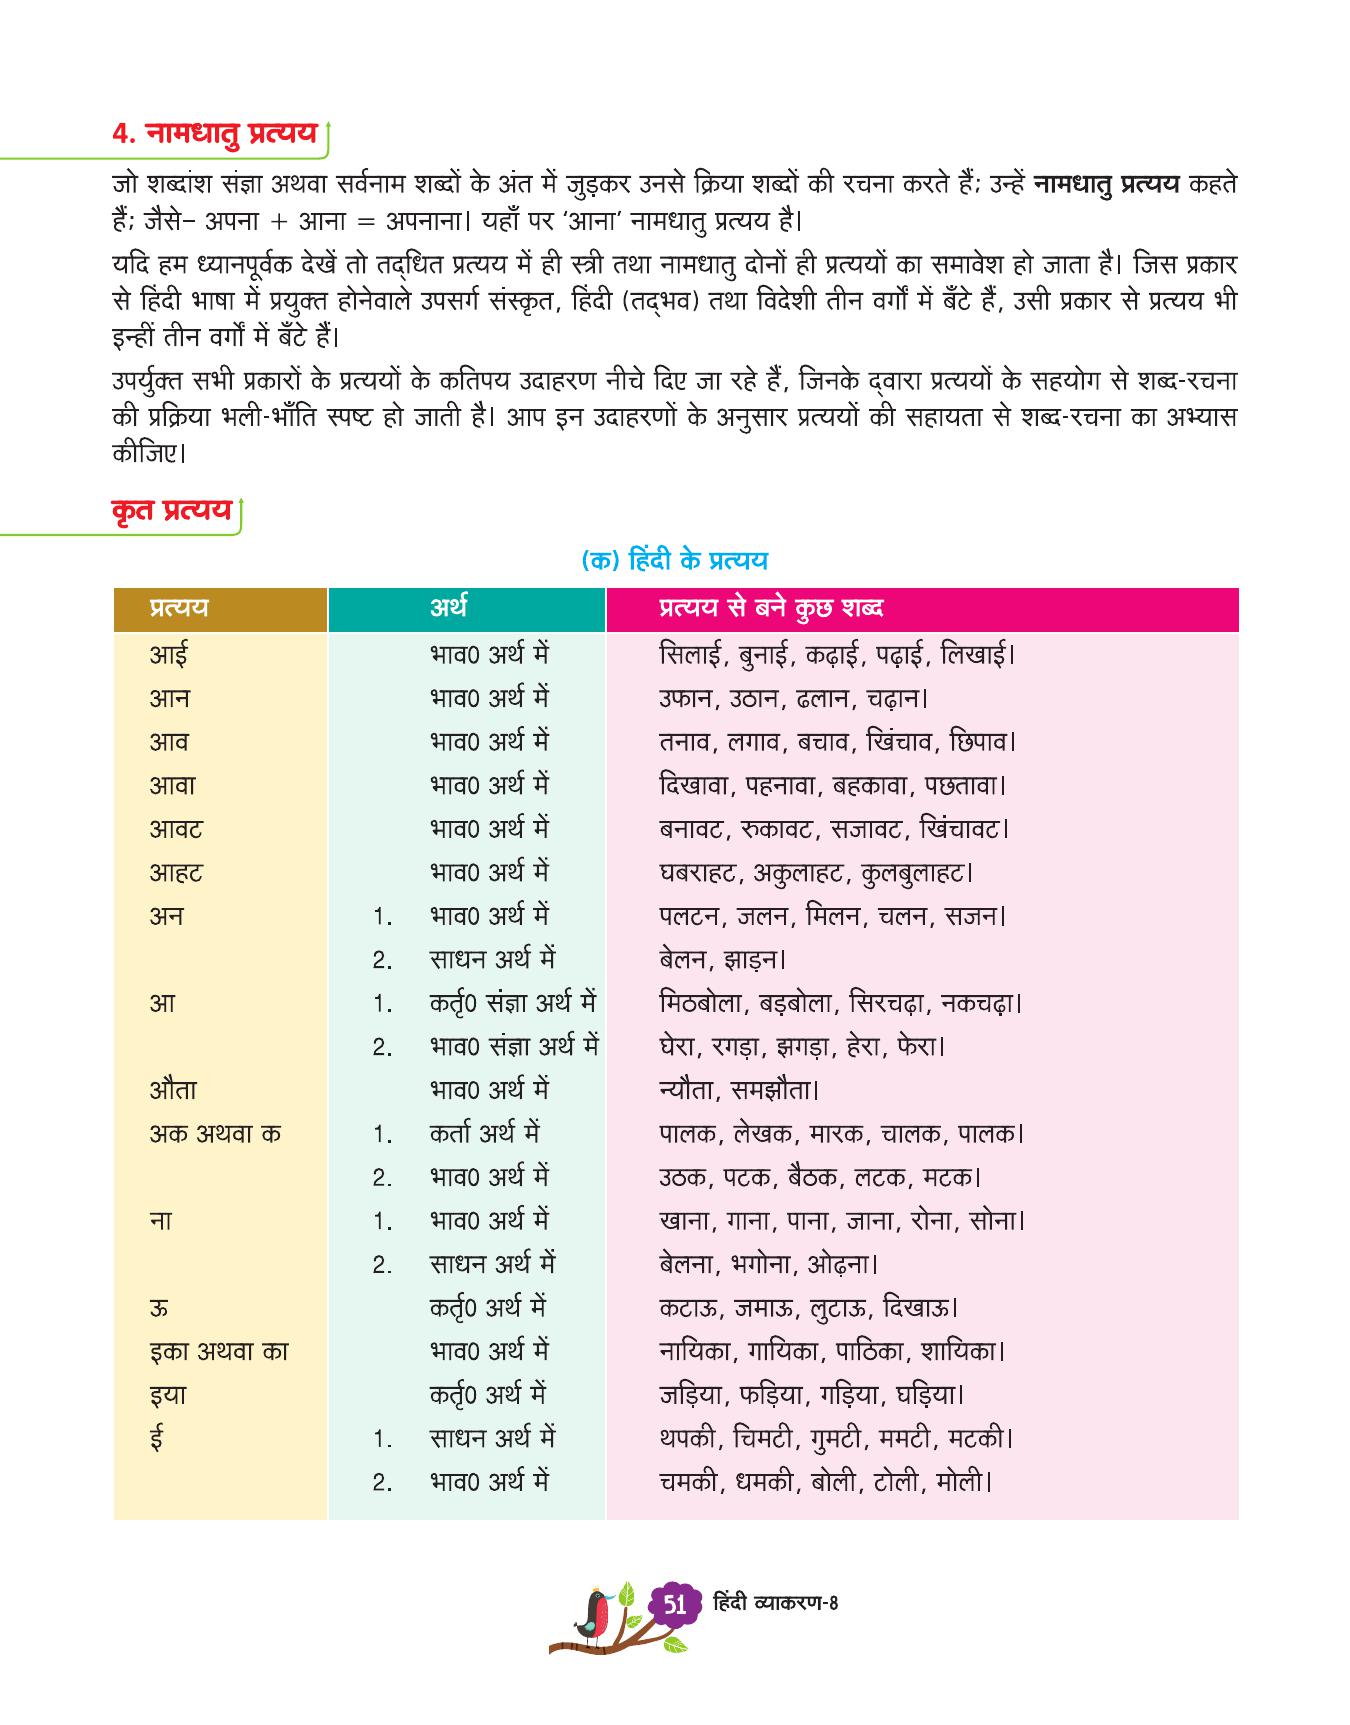 4. नामधातु प्रत्यय
जो शब्दांश संज्ञा अथवा सर्वनाम शब्दों के अंत में जुड़कर उनसे क्रिया शब्दों की रचना करते हैं; उन्हें नामधातु प्रत्यय कहते
हैं; जैसे– अपना + आना = अपनाना। यहाँ पर ‘आना’ नामधातु प्रत्यय है।
यदि हम ध्यानपूर्वक देखें तो तद्‌धित प्रत्यय में ही स्त्री तथा नामधातु दोनों ही प्रत्ययों का समावेश हो जाता है। जिस प्रकार
से हिंदी भाषा में प्रयुक्त होनेवाले उपसर्ग संस्कृत, हिंदी (तद्‌भव) तथा विदेशी तीन वर्गों में बँटे हैं, उसी प्रकार से प्रत्यय भी
इन्हीं तीन वर्गों में बँटे हैं।
उपर्युक्त सभी प्रकारों के प्रत्ययों के कतिपय उदाहरण नीचे दिए जा रहे हैं, जिनके द्‌वारा प्रत्ययों के सहयोग से शब्द-रचना
की प्रक्रिया भली-भाँति स्पष्ट हो जाती है। आप इन उदाहरणों के अनुसार प्रत्ययों की सहायता से शब्द-रचना का अभ्यास
कीजिए।
कृत प्रत्यय
(क) हिंदी के प्रत्यय
प्रत्यय अर्थ प्रत्यय से बने कुछ शब्द
आई भाव0 अर्थ में सिलाई, बुनाई, कढ़ाई, पढ़ाई, लिखाई।
आन भाव0 अर्थ में उफान, उठान, ढलान, चढ़ान।
आव भाव0 अर्थ में तनाव, लगाव, बचाव, खिंचाव, छिपाव।
आवा भाव0 अर्थ में दिखावा, पहनावा, बहकावा, पछतावा।
आवट भाव0 अर्थ में बनावट, रुकावट, सजावट, खिंचावट।
आहट भाव0 अर्थ में घबराहट, अकुलाहट, कुलबुलाहट।
अन 1. भाव0 अर्थ में पलटन, जलन, मिलन, चलन, सजन।
2. साधन अर्थ में बेलन, झाड़न।
आ 1. कर्तृ0 संज्ञा अर्थ में मिठबोला, बड़बोला, सिरचढ़ा, नकचढ़ा।
2. भाव0 संज्ञा अर्थ में घेरा, रगड़ा, झगड़ा, हेरा, फेरा।
औता भाव0 अर्थ में न्यौता, समझौता।
अक अथवा क 1. कर्ता अर्थ में पालक, लेखक, मारक, चालक, पालक।
2. भाव0 अर्थ में उठक, पटक, बैठक, लटक, मटक।
ना 1. भाव0 अर्थ में खाना, गाना, पाना, जाना, रोना, सोना।
2. साधन अर्थ में बेलना, भगोना, ओढ़ना।
ऊ कर्तृ0 अर्थ में कटाऊ, जमाऊ, लुटाऊ, दिखाऊ।
इका अथवा का भाव0 अर्थ में नायिका, गायिका, पाठिका, शायिका।
इया कर्तृ0 अर्थ में जड़िया, फड़िया, गड़िया, घड़िया।
ई 1. साधन अर्थ में थपकी, चिमटी, गुमटी, ममटी, मटकी।
2. भाव0 अर्थ में चमकी, धमकी, बोली, टोली, मोली।
51 हिंदी व्याकरण-8